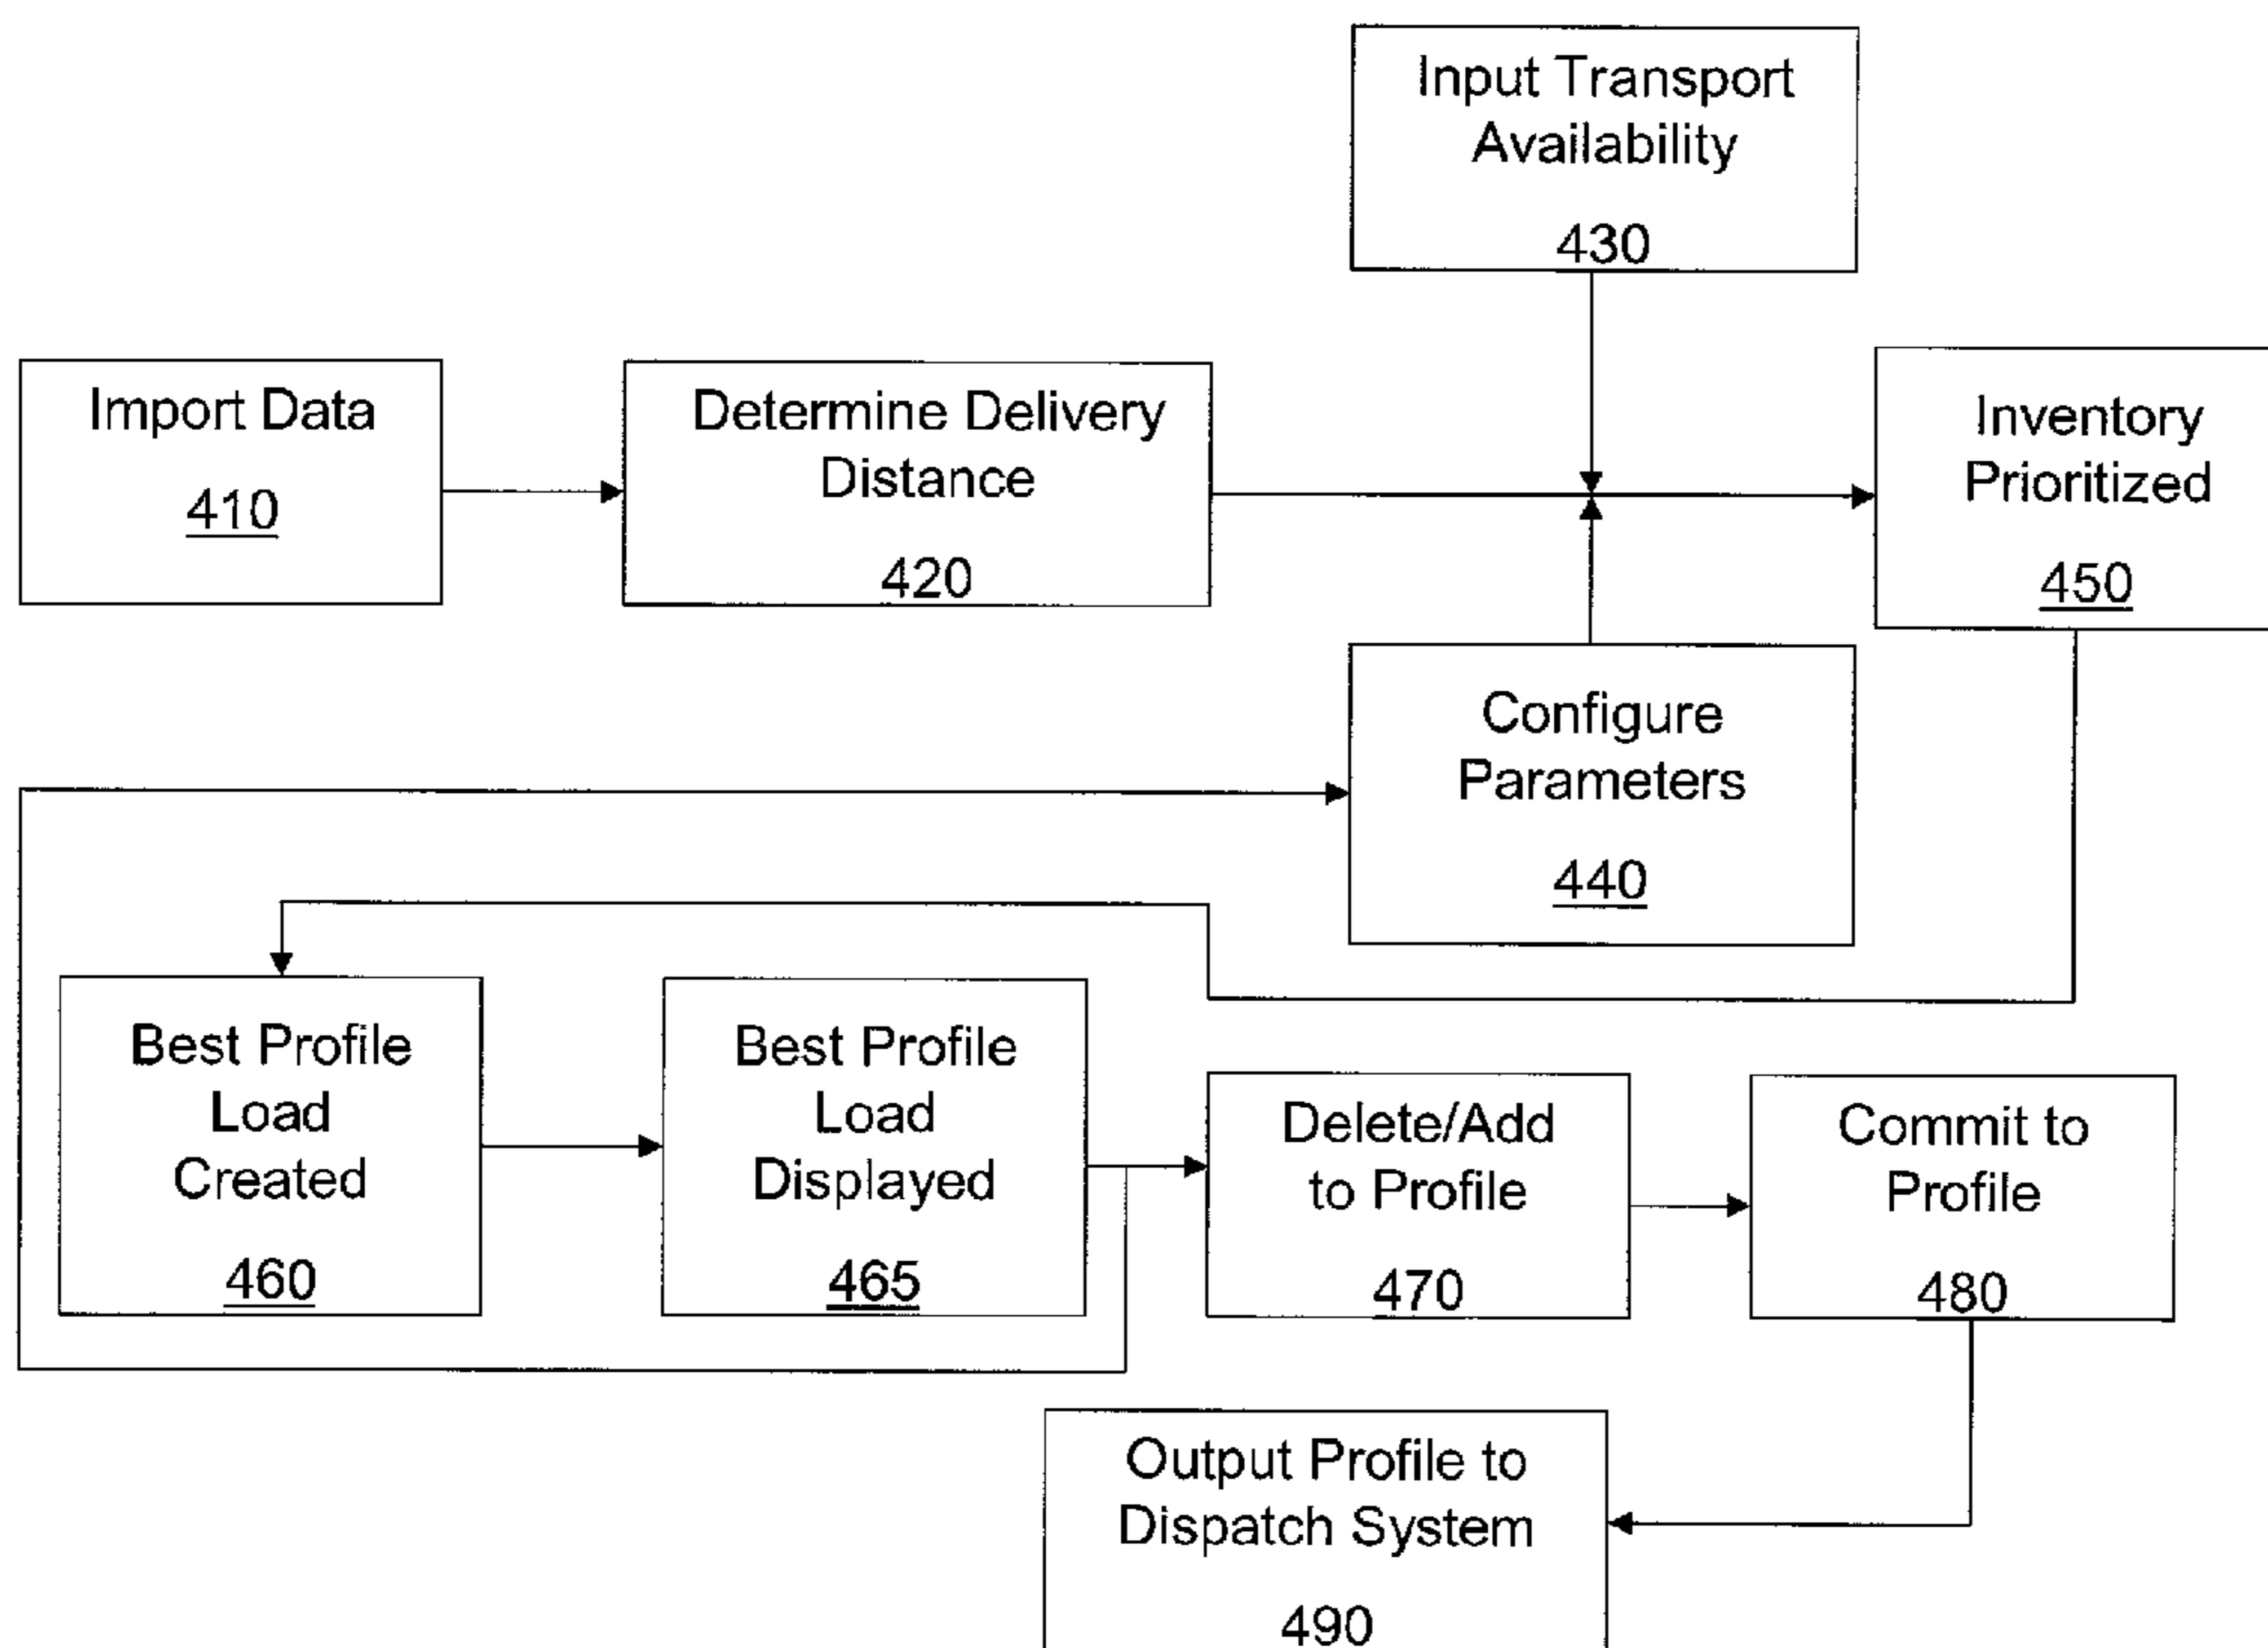 Input Transport
Availability
430
Import Data
410
Determine Delivery
Distance
420
Inventory
Prioritized
450
Configure
Parameters
440
Best Profile
Load
Created
460
Best Profile
Load
Displayed
465
Delete/Add
to Profile
470
Commit to
Profile
480
Output Profile to
Dispatch System
490